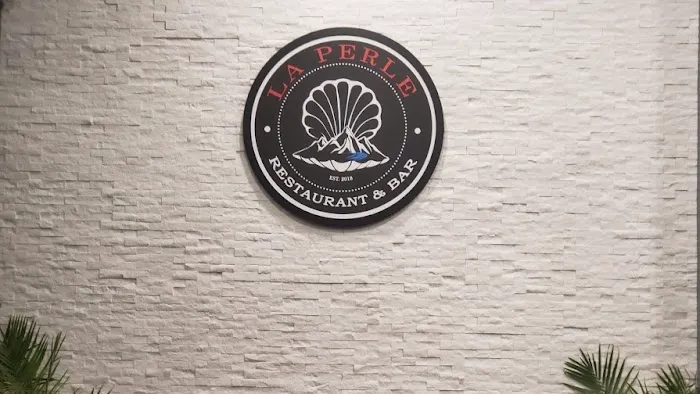 LA PERLE
EST. 2018
RESTAURANT & BAR